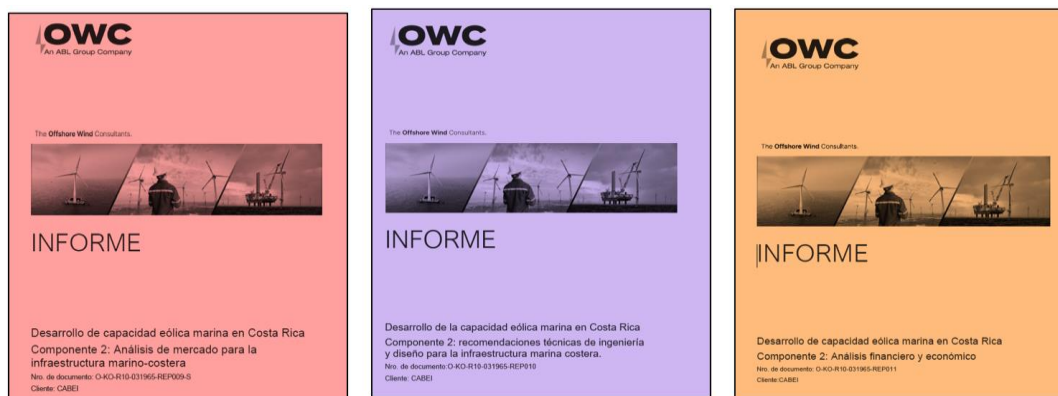 OWC
An ABL Group Company
The Offshore Wind Consultants.
INFORME
Desarrollo de capacidad eólica marina en Costa Rica
Componente 2: Análisis de mercado para la
infraestructura marino-costera
Nro. de documento: O-KO-R10-031965-REP009-S
Cliente: CABEI
OWC
An ABL Group Company
The Offshore Wind Consultants.
INFORME
Desarrollo de la capacidad eólica marina en Costa Rica
Componente 2: recomendaciones técnicas de ingeniería
y diseño para la infraestructura marina costera.
Nro. de documento:O-KO-R10-031965-REP010
Cliente: CABEI
OWC
An ABL Group Company
The Offshore Wind Consultants.
INFORME
Desarrollo de capacidad eólica marina en Costa Rica
Componente 2: Análisis financiero y económico
Nro. de documento: O-KO-R10-031965-REP011
Cliente:CABEI